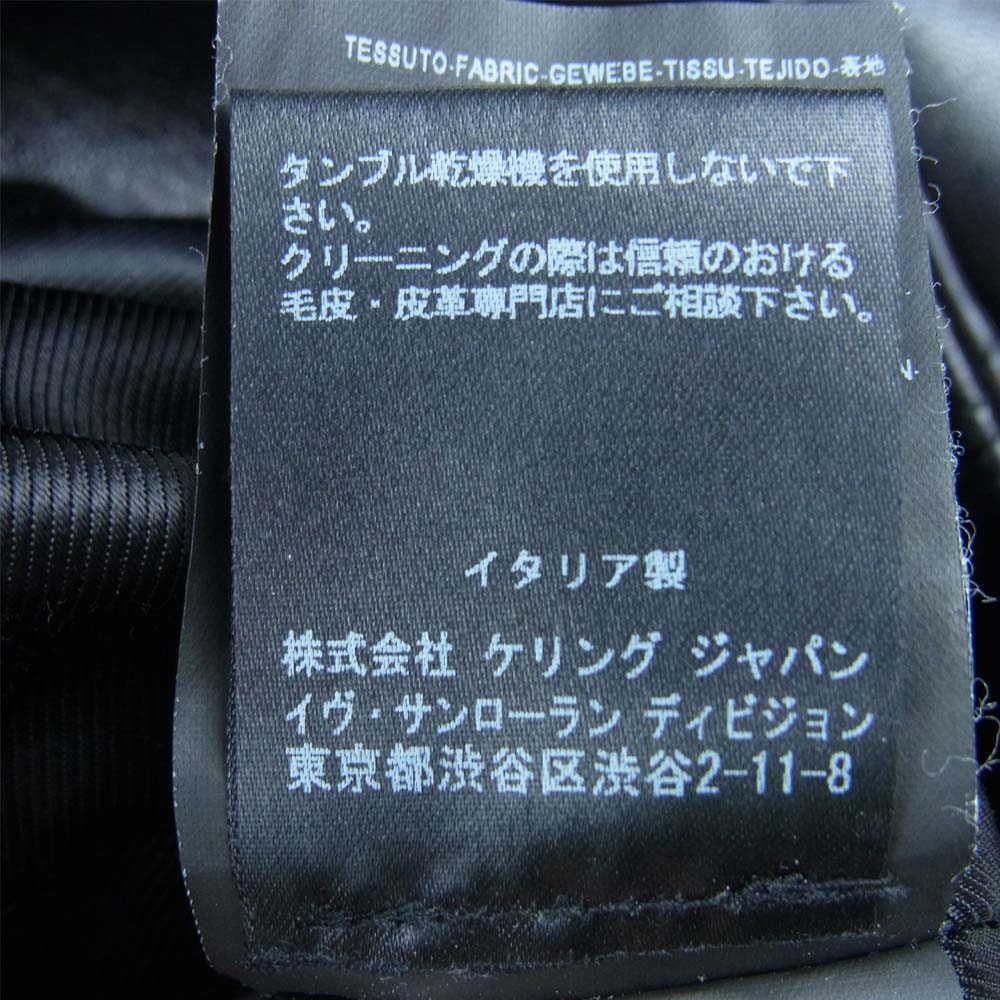 TESSUTO-FABRIC-GEWEBE-TISSU-TEJIDO-表地
タンブル乾燥機を使用しないで下
さい。
クリーニングの際は信頼のおける
毛皮・皮革専門店にご相談下さい。
イタリア製
株式会社 ケリング ジャパン
イヴ・サンローラン ディビジョン
東京都渋谷区渋谷2-11-8